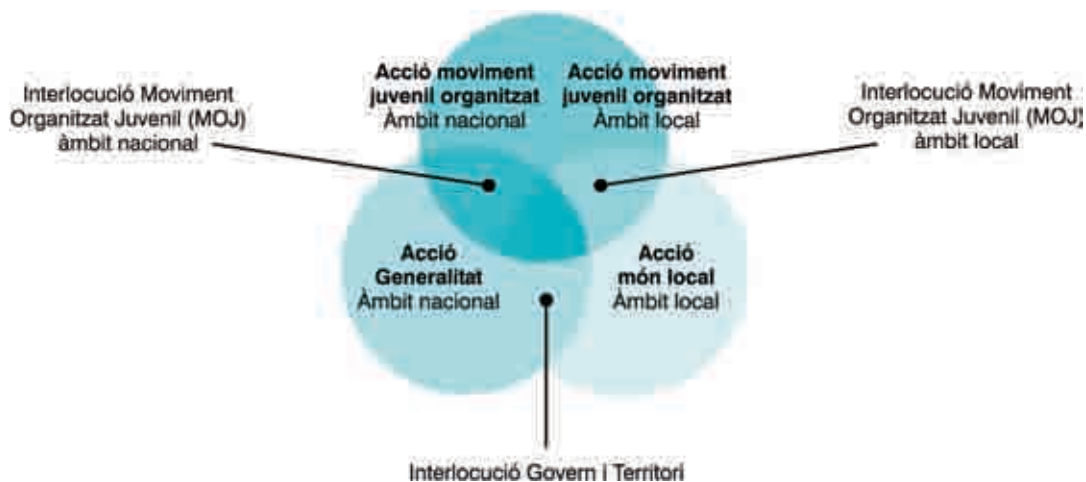 Acció moviment
juvenil organitzat
Àmbit nacional
Acció moviment
juvenil organitzat
Àmbit local
Interlocució Moviment
Organitzat Juvenil (MOJ)
àmbit nacional
Interlocució Moviment
Organitzat Juvenil (MOJ)
àmbit local
Acció
Generalitat
Àmbit nacional
Acció
món local
Àmbit local
Interlocució Govern i Territori